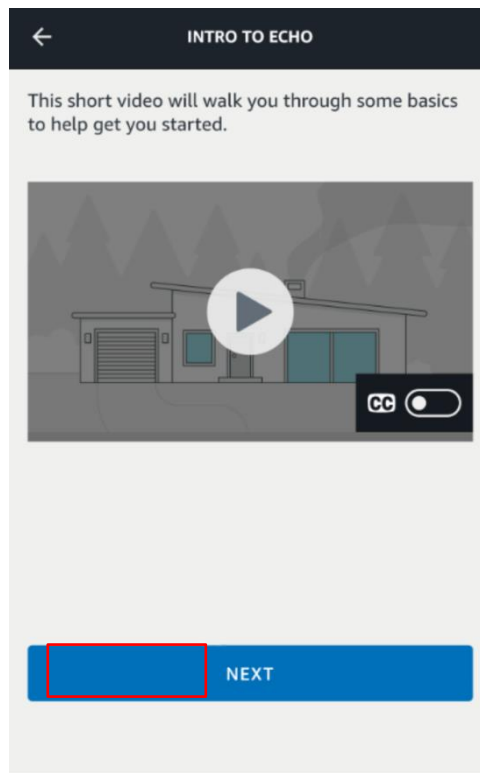 INTRO TO ECHO
This short video will walk you through some basics
to help get you started.
CC
NEXT